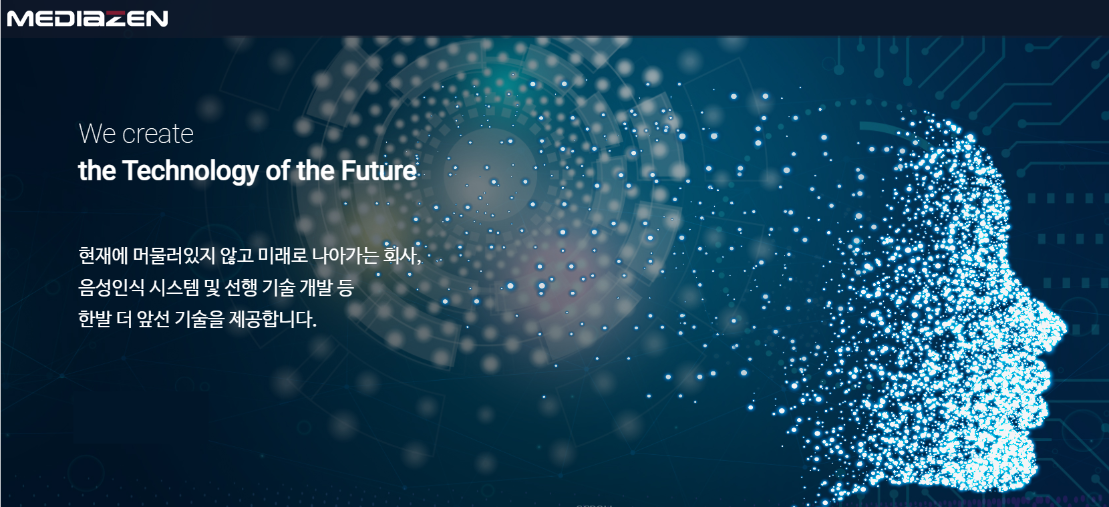 MEDIAZEN
We create
the Technology of the Future
현재에 머물러있지 않고 미래로 나아가는 회사,
음성인식 시스템 및 선행 기술 개발 등
한발 더 앞선 기술을 제공합니다.